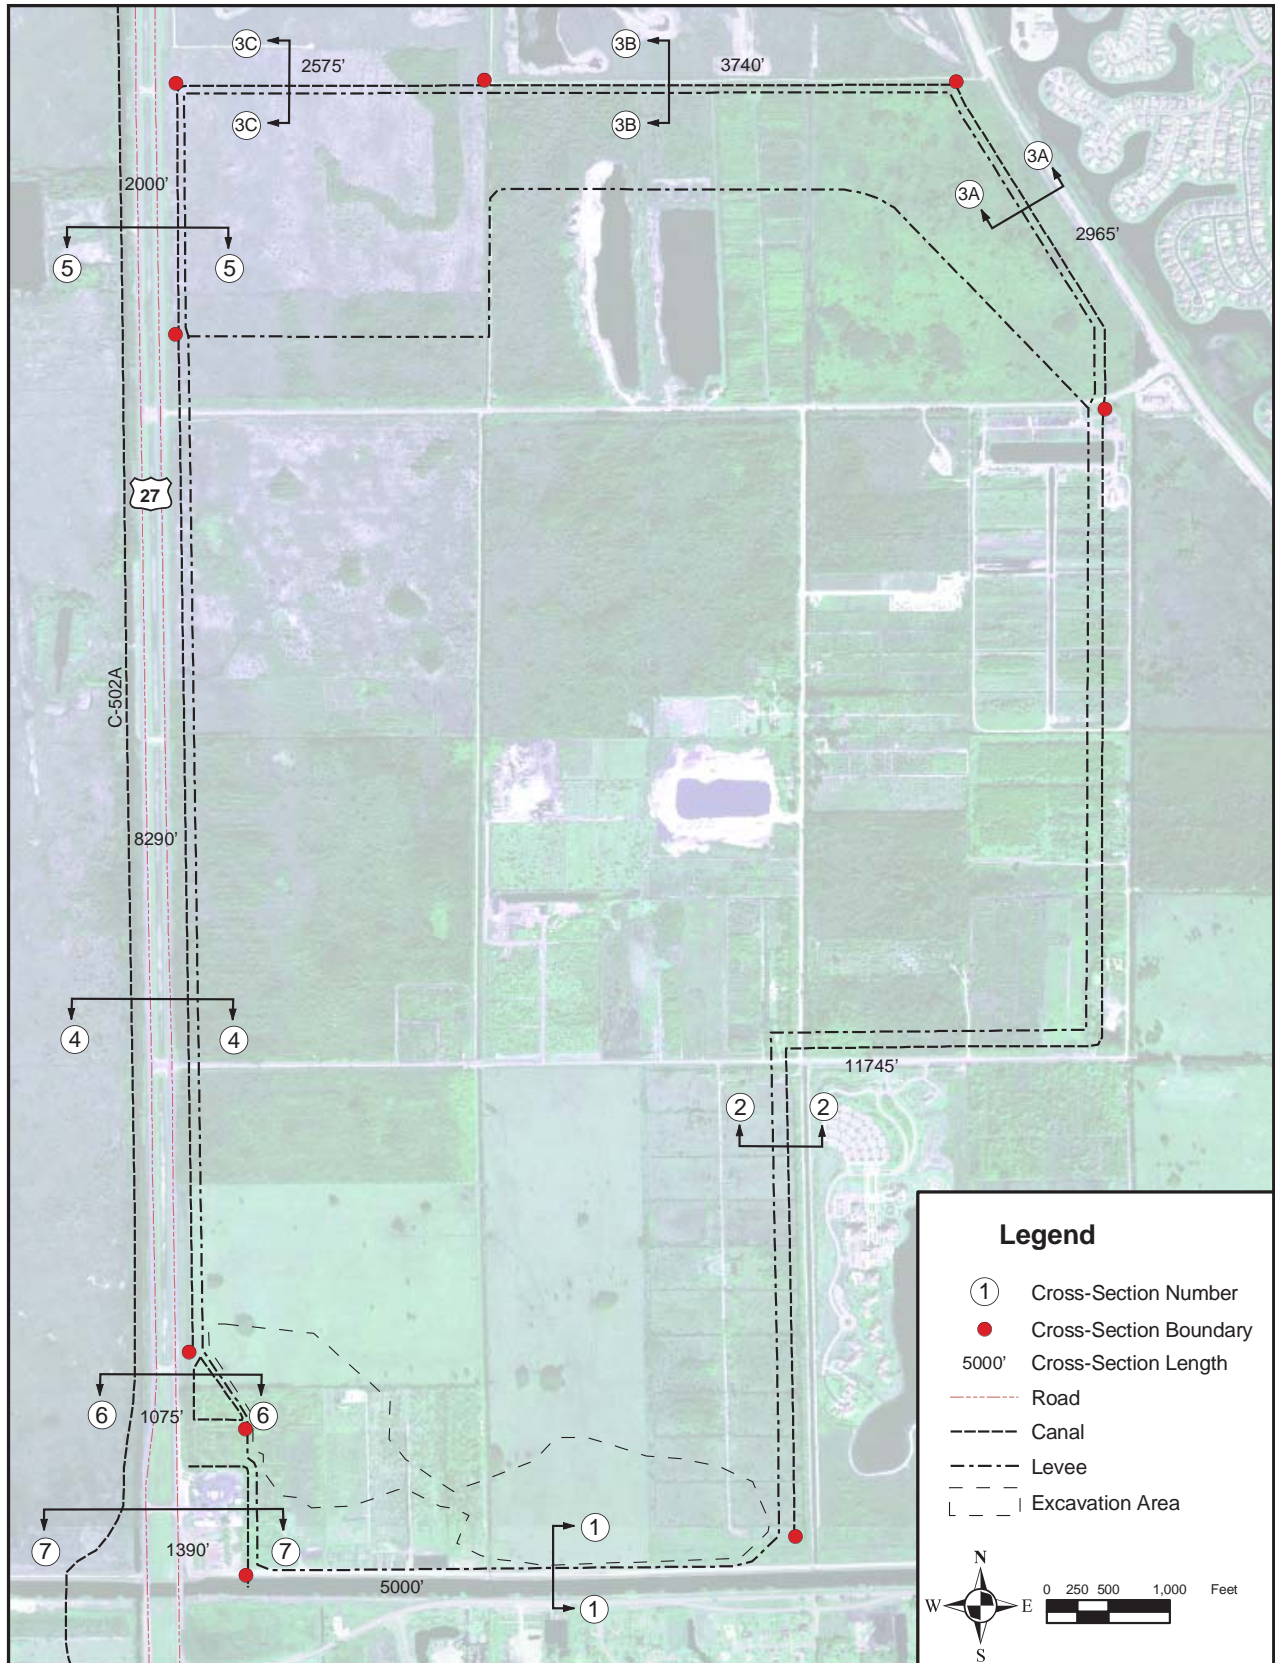 3C
3B
2575'
3740'
3C
3B
3A
2000'
3A
2965'
5
5
27
C-502A
8290'
4
4
11745'
2
2
6
6
1075'
1
7
7
1390'
5000'
1
Legend
1 Cross-Section Number
Cross-Section Boundary
5000' Cross-Section Length
Road
Canal
Levee
Excavation Area
N
W E
S
0 250 500 1,000 Feet